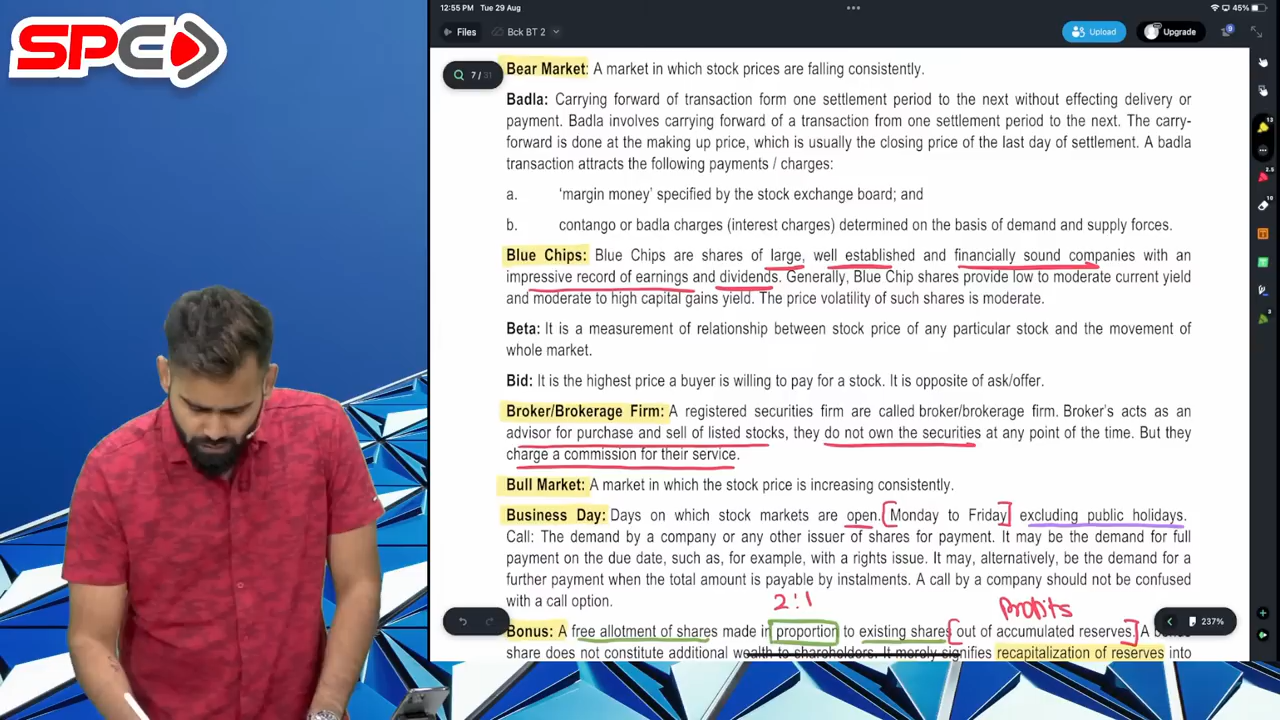 SPC
12:55 PM Tue 29 Aug
45%
Files
Bck BT 2
Upload
Upgrade
7 / 31
Bear Market: A market in which stock prices are falling consistently.
Badla: Carrying forward of transaction form one settlement period to the next without effecting delivery or
payment. Badla involves carrying forward of a transaction from one settlement period to the next. The carry-
forward is done at the making up price, which is usually the closing price of the last day of settlement. A badla
transaction attracts the following payments / charges:
a. ‘margin money’ specified by the stock exchange board; and
b. contango or badla charges (interest charges) determined on the basis of demand and supply forces.
Blue Chips: Blue Chips are shares of large, well established and financially sound companies with an
impressive record of earnings and dividends. Generally, Blue Chip shares provide low to moderate current yield
and moderate to high capital gains yield. The price volatility of such shares is moderate.
Beta: It is a measurement of relationship between stock price of any particular stock and the movement of
whole market.
Bid: It is the highest price a buyer is willing to pay for a stock. It is opposite of ask/offer.
Broker/Brokerage Firm: A registered securities firm are called broker/brokerage firm. Broker's acts as an
advisor for purchase and sell of listed stocks, they do not own the securities at any point of the time. But they
charge a commission for their service.
Bull Market: A market in which the stock price is increasing consistently.
Business Day: Days on which stock markets are open. [Monday to Friday] excluding public holidays.
Call: The demand by a company or any other issuer of shares for payment. It may be the demand for full
payment on the due date, such as, for example, with a rights issue. It may, alternatively, be the demand for a
further payment when the total amount is payable by instalments. A call by a company should not be confused
with a call option.
2:1
Profits
237%
Bonus: A free allotment of shares made in proportion to existing shares [out of accumulated reserves.] A
share does not constitute additional wealth to shareholders. It merely signifies recapitalization of reserves into